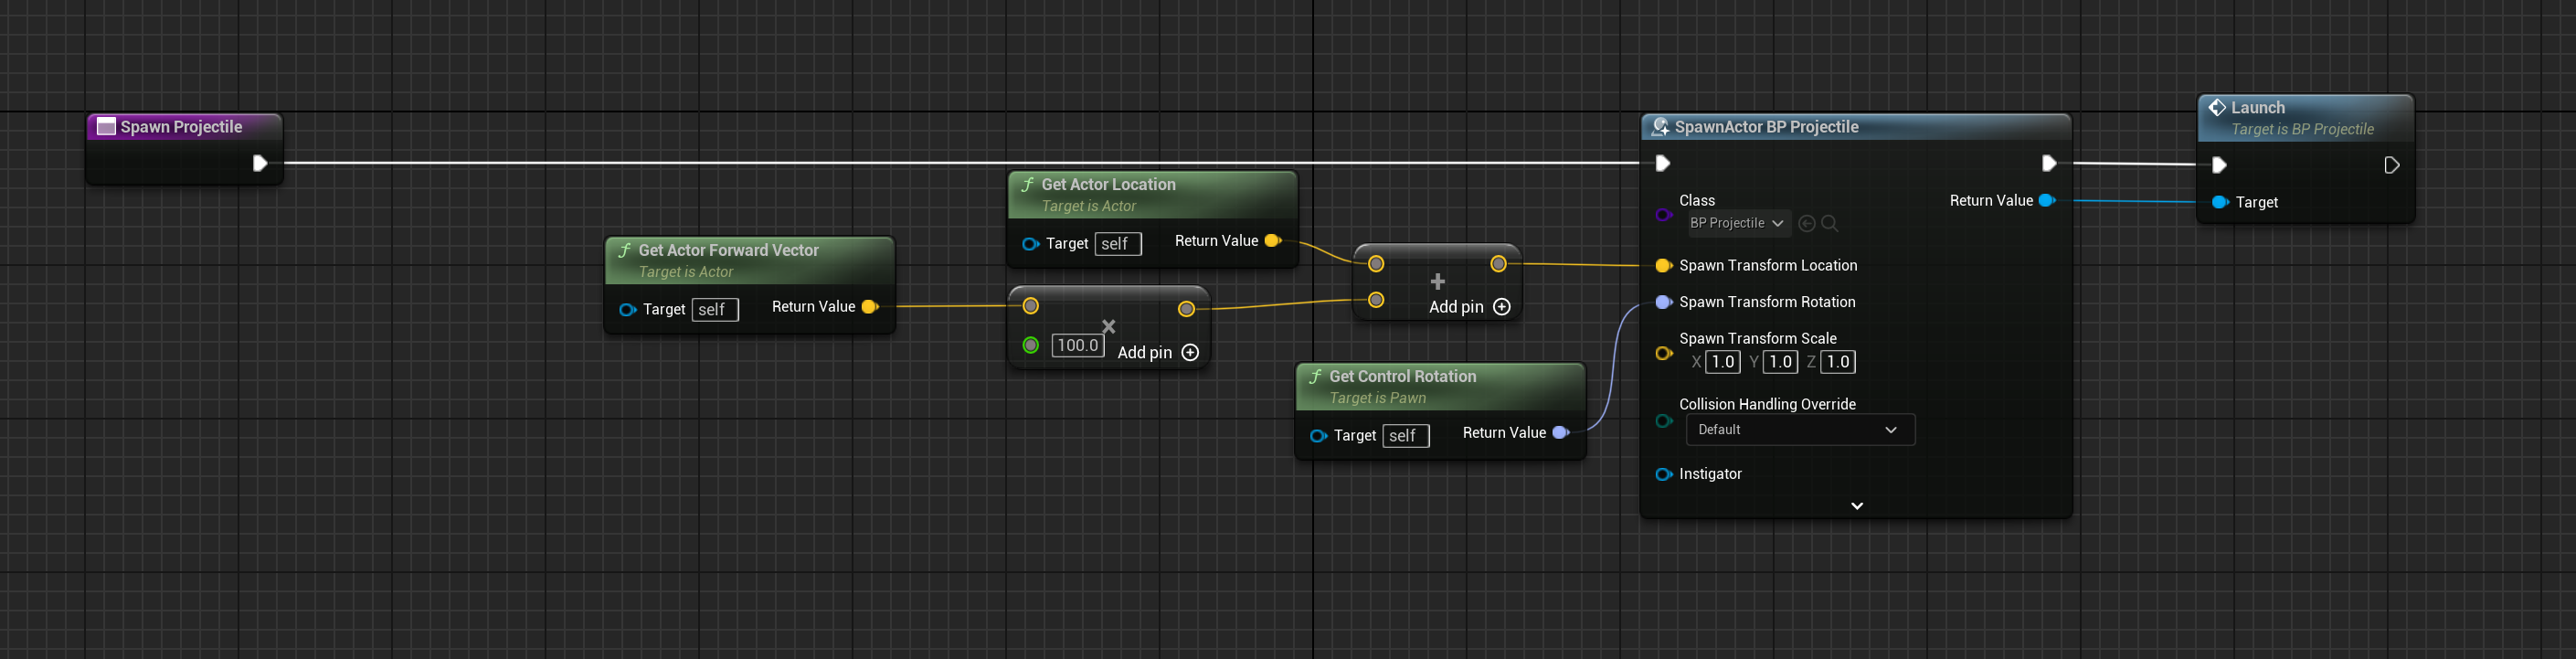 Spawn Projectile
Get Actor Forward Vector
Target is Actor
Target self Return Value
Get Actor Location
Target is Actor
Target self Return Value
×
100.0 Add pin
+
Add pin
Get Control Rotation
Target is Pawn
Target self Return Value
SpawnActor BP Projectile
Class
BP Projectile
Return Value
Spawn Transform Location
Spawn Transform Rotation
Spawn Transform Scale
X 1.0 Y 1.0 Z 1.0
Collision Handling Override
Default
Instigator
Launch
Target is BP Projectile
Target